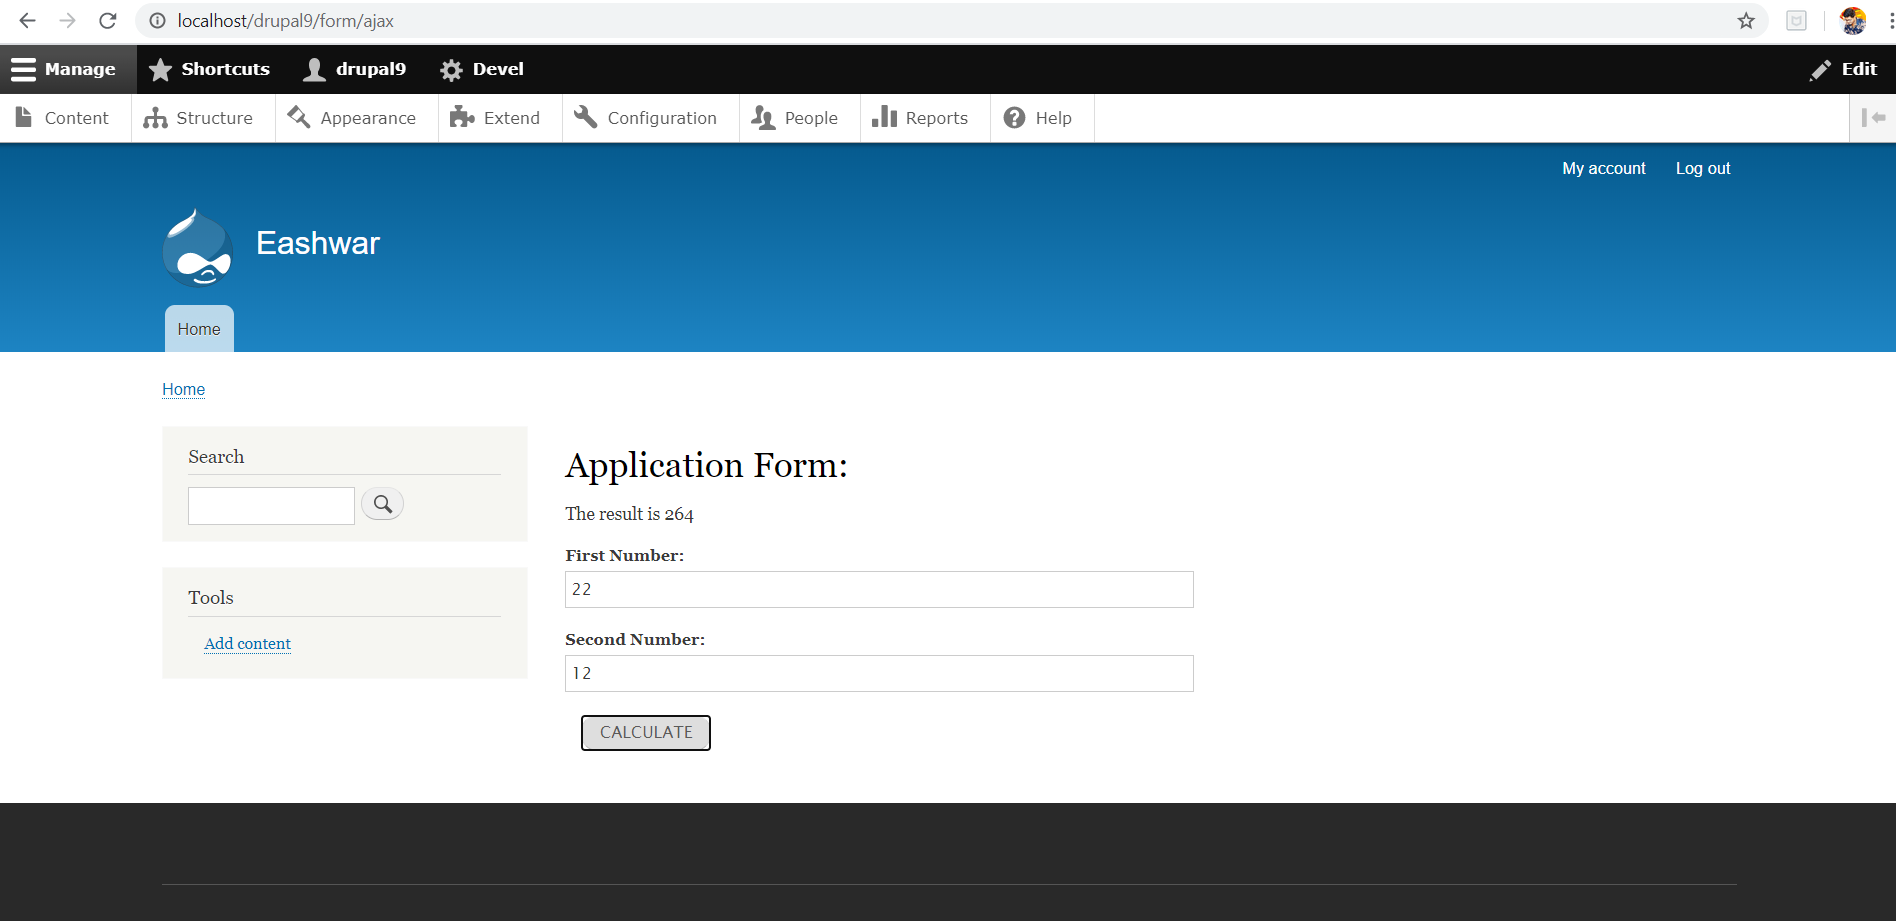 localhost/drupal9/form/ajax
Manage Shortcuts drupal9 Devel Edit
Content Structure Appearance Extend Configuration People Reports Help
My account Log out
Eashwar
Home
Home
Search
Tools
Add content
Application Form:
The result is 264
First Number:
22
Second Number:
12
CALCULATE